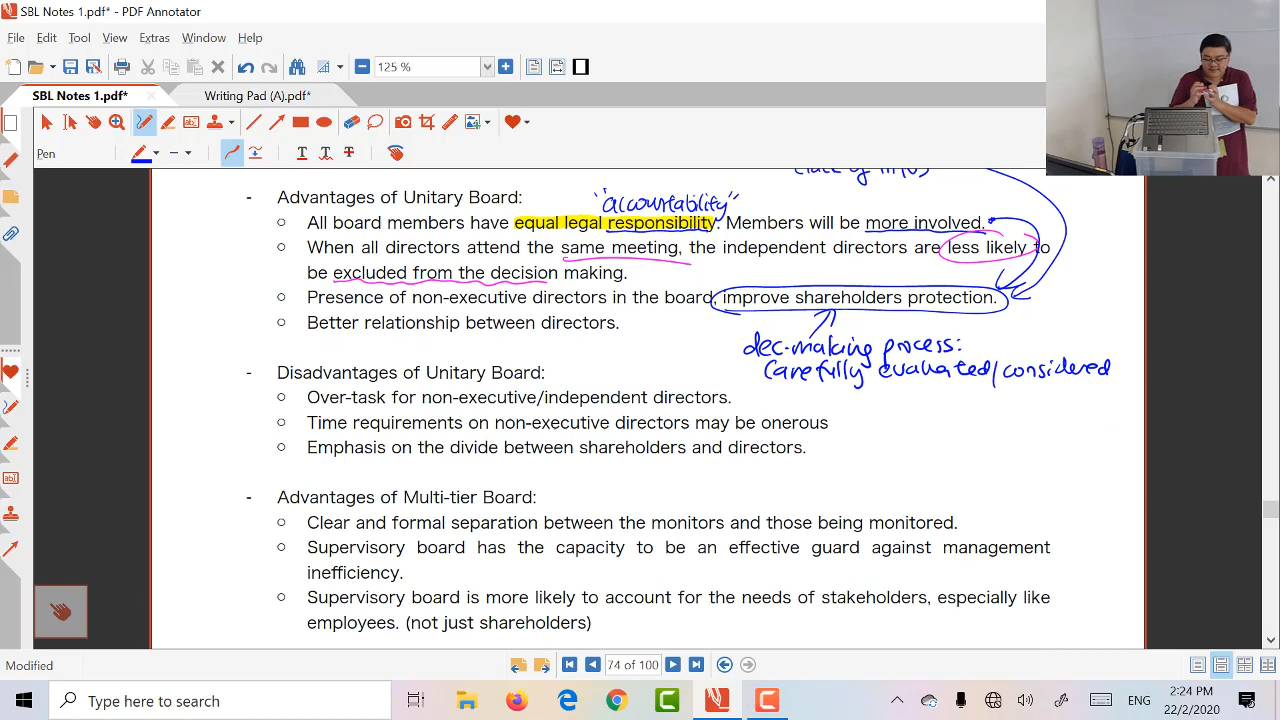 SBL Notes 1.pdf* - PDF Annotator
File Edit Tool View Extras Window Help
125 %
SBL Notes 1.pdf* Writing Pad (A).pdf*
Pen
- Advantages of Unitary Board:
"accountability"
○ All board members have equal legal responsibility. Members will be more involved.
○ When all directors attend the same meeting, the independent directors are less likely to
be excluded from the decision making.
○ Presence of non-executive directors in the board, improve shareholders protection.
○ Better relationship between directors.
dec-making process:
Carefully evaluated/considered
- Disadvantages of Unitary Board:
○ Over-task for non-executive/independent directors.
○ Time requirements on non-executive directors may be onerous
○ Emphasis on the divide between shareholders and directors.
- Advantages of Multi-tier Board:
○ Clear and formal separation between the monitors and those being monitored.
○ Supervisory board has the capacity to be an effective guard against management
inefficiency.
○ Supervisory board is more likely to account for the needs of stakeholders, especially like
employees. (not just shareholders)
Modified
74 of 100
Type here to search
ENG
2:24 PM
22/2/2020